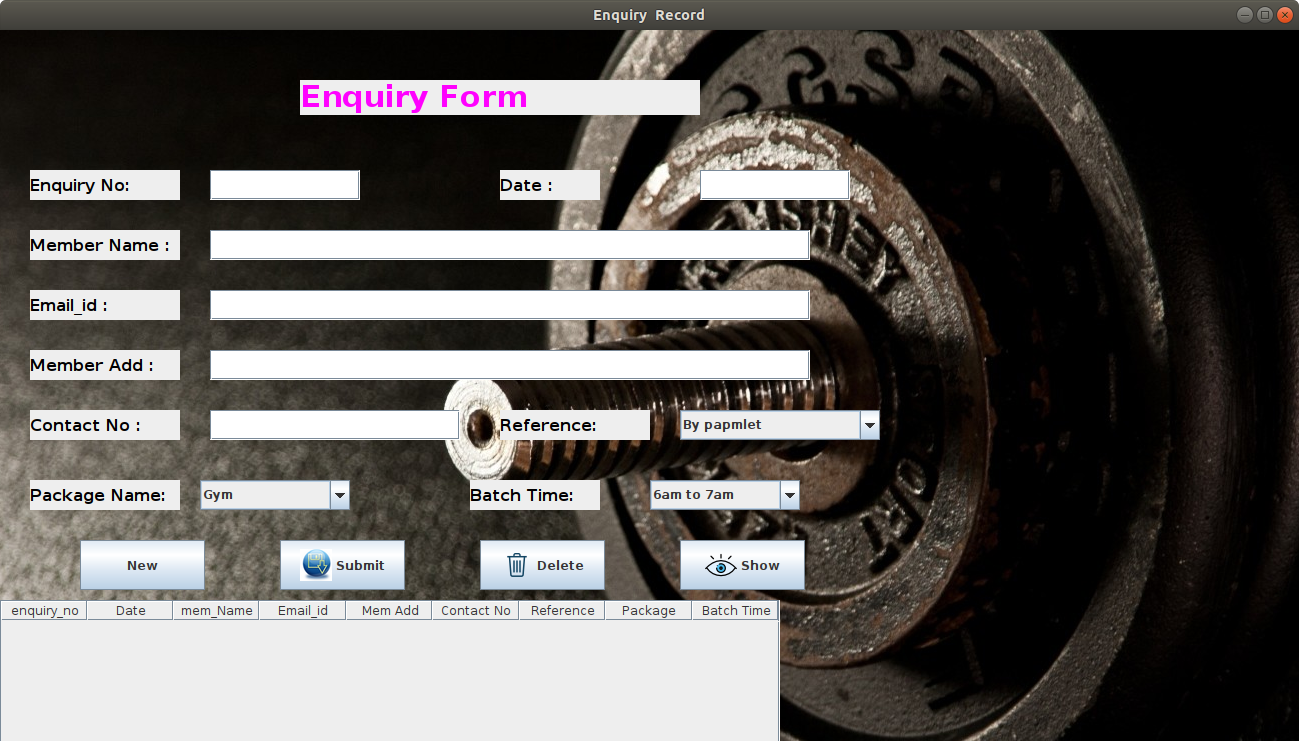 Enquiry Record
Enquiry Form
Enquiry No: Date :
Member Name :
Email_id :
Member Add :
Contact No : Reference: By papmlet
Package Name: Gym Batch Time: 6am to 7am
New Submit Delete Show
enquiry_no Date mem_Name Email_id Mem Add Contact No Reference Package Batch Time